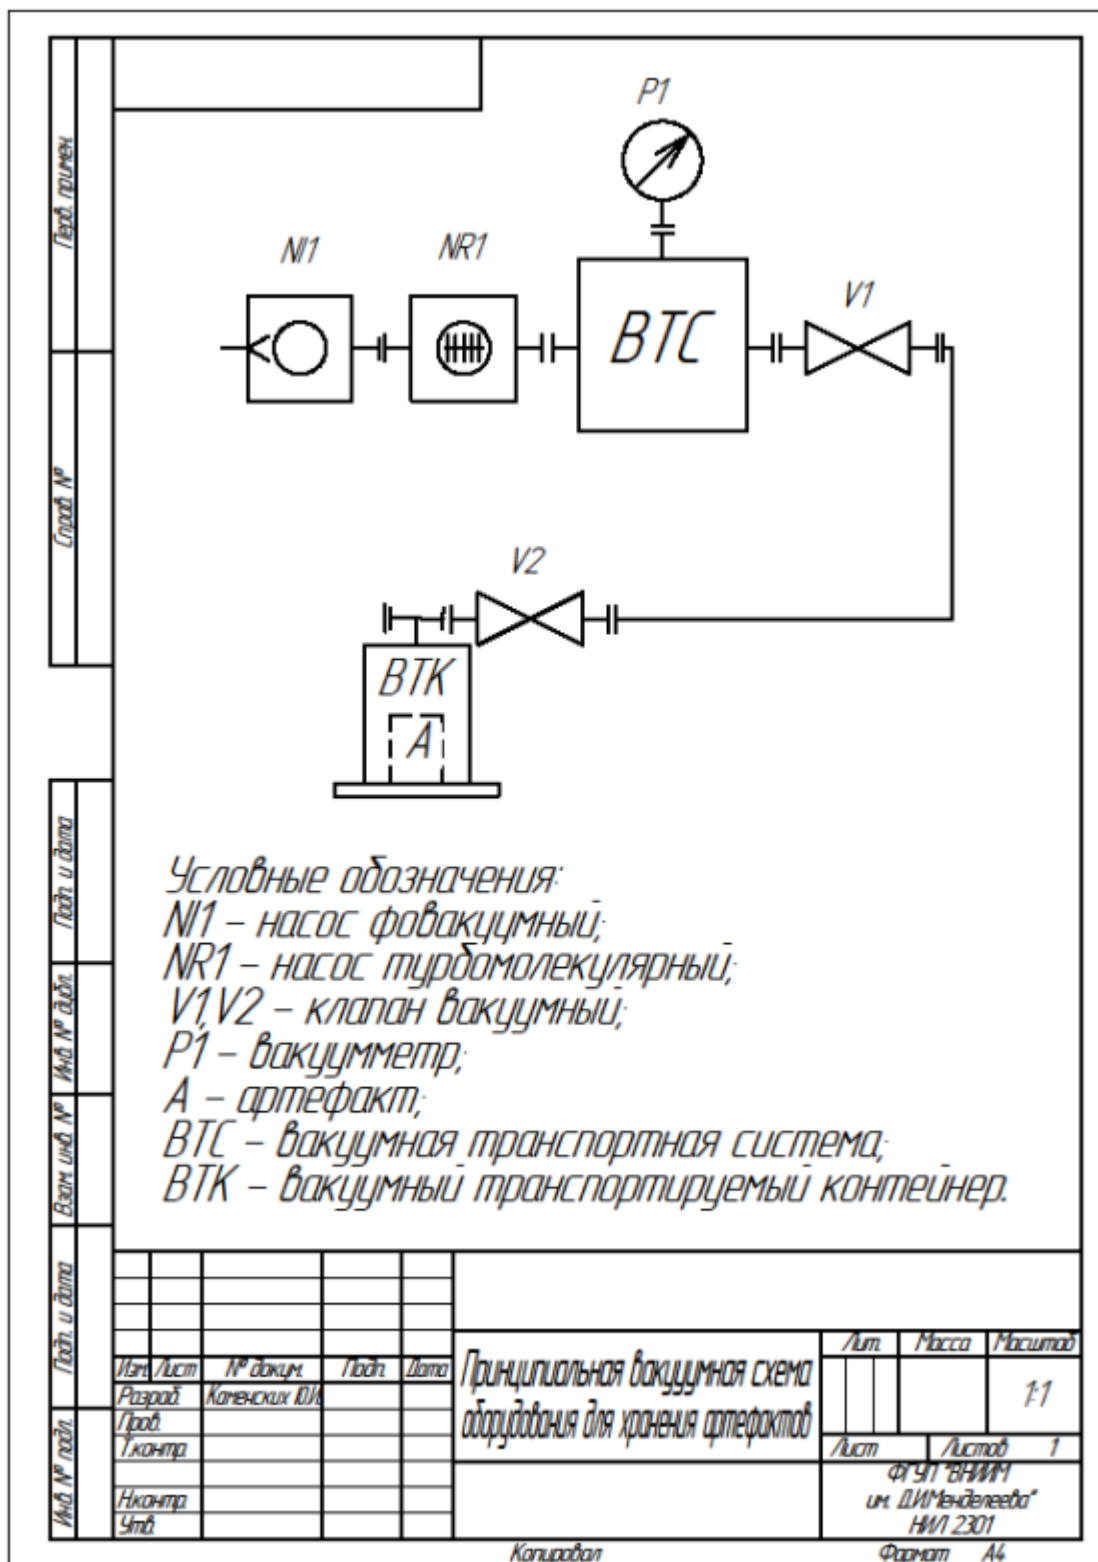 P1
NI1
NR1
V1
ВТС
V2
ВТК
А
Условные обозначения:
NI1 – насос фовакуумный;
NR1 – насос турбомолекулярный;
V1,V2 – клапан вакуумный;
P1 – вакуумметр;
А – артефакт;
ВТС – вакуумная транспортная система;
ВТК – вакуумный транспортируемый контейнер.
Перв. примен.
Справ. №
Подп. и дата
Инв. № дубл.
Взам. инв. №
Подп. и дата
Инв. № подл.
Изм. Лист № докум. Подп. Дата
Разраб. Каменских Ю.И.
Пров.
Т.контр.
Н.контр.
Утв.
Принципиальная вакууумная схема
оборудования для хранения артефактов
Лит. Масса Масштаб
1:1
Лист Листов 1
ФГУП "ВНИИМ
им. Д.И.Менделеева"
НИЛ 2301
Копировал Формат А4